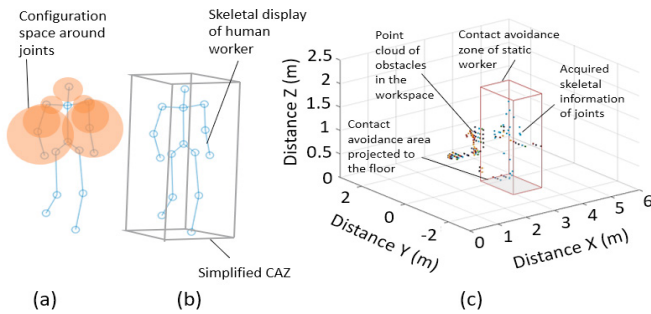 Configuration
space around
joints
Skeletal display
of human
worker
Simplified CAZ
(a)
(b)
Point
cloud of
obstacles
in the
workspace
Contact avoidance
zone of static
worker
Acquired skeletal
information
of joints
Contact
avoidance area
projected to
the floor
2.5
2
1.5
1
0.5
0
Distance Z (m)
2
0
-2
Distance Y (m)
0
1
2
3
4
5
6
Distance X (m)
(c)